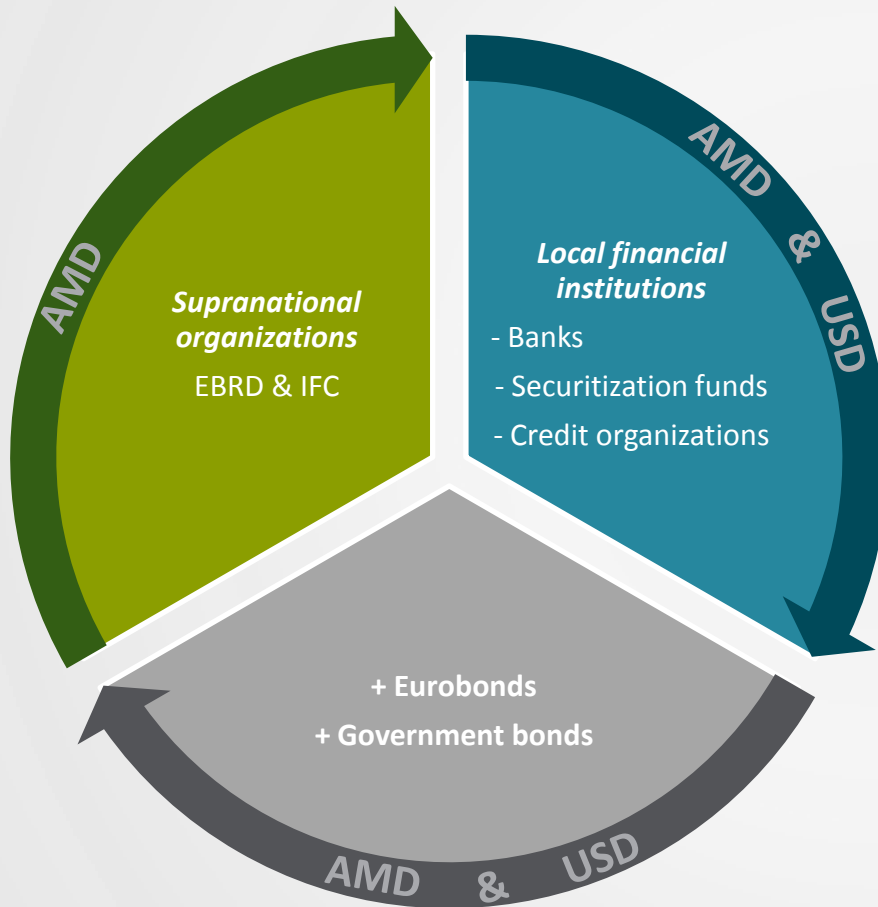 AMD
Supranational
organizations
EBRD & IFC
AMD & USD
Local financial
institutions
- Banks
- Securitization funds
- Credit organizations
+ Eurobonds
+ Government bonds
AMD & USD